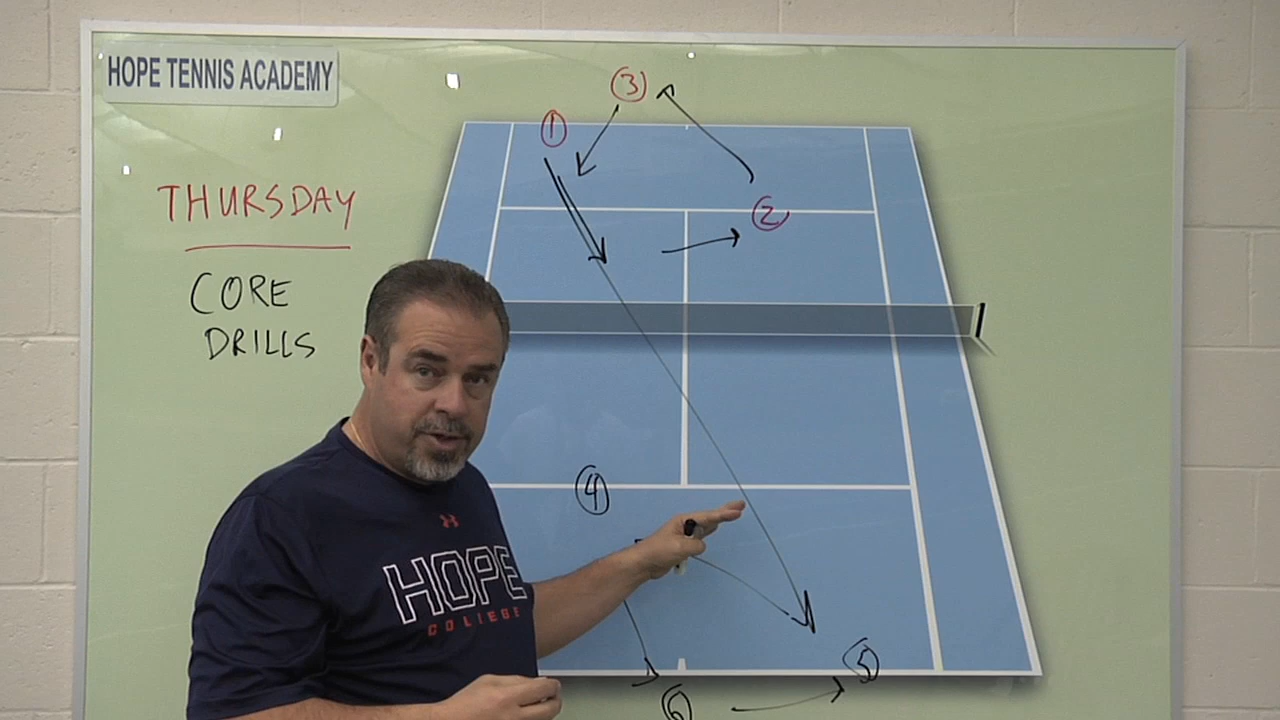 HOPE TENNIS ACADEMY
THURSDAY
CORE
DRILLS
3
1
2
4
5
6
HOPE
COLLEGE